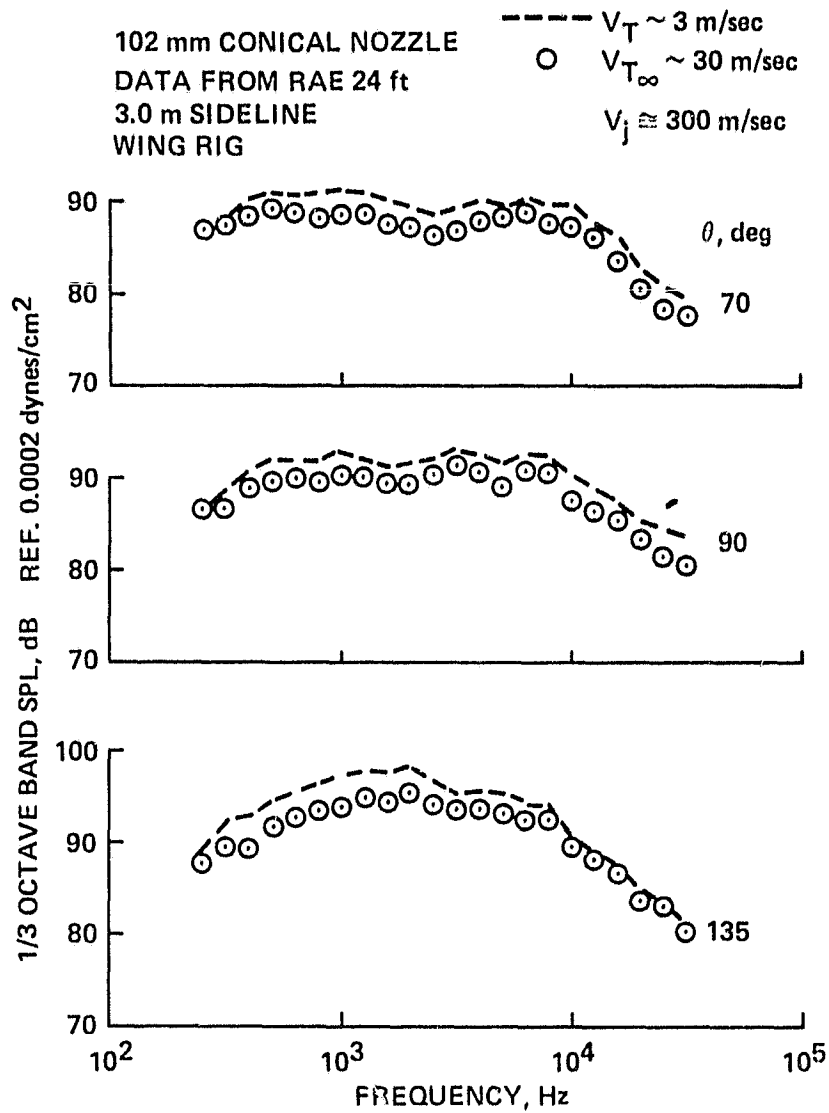 102 mm CONICAL NOZZLE
DATA FROM RAE 24 ft
3.0 m SIDELINE
WING RIG
V_T ~ 3 m/sec
V_T∞ ~ 30 m/sec
V_j ≅ 300 m/sec
θ, deg
90
80
70
70
90
80
70
90
100
90
80
70
135
10² 10³ 10⁴ 10⁵
FREQUENCY, Hz
1/3 OCTAVE BAND SPL, dB REF. 0.0002 dynes/cm²